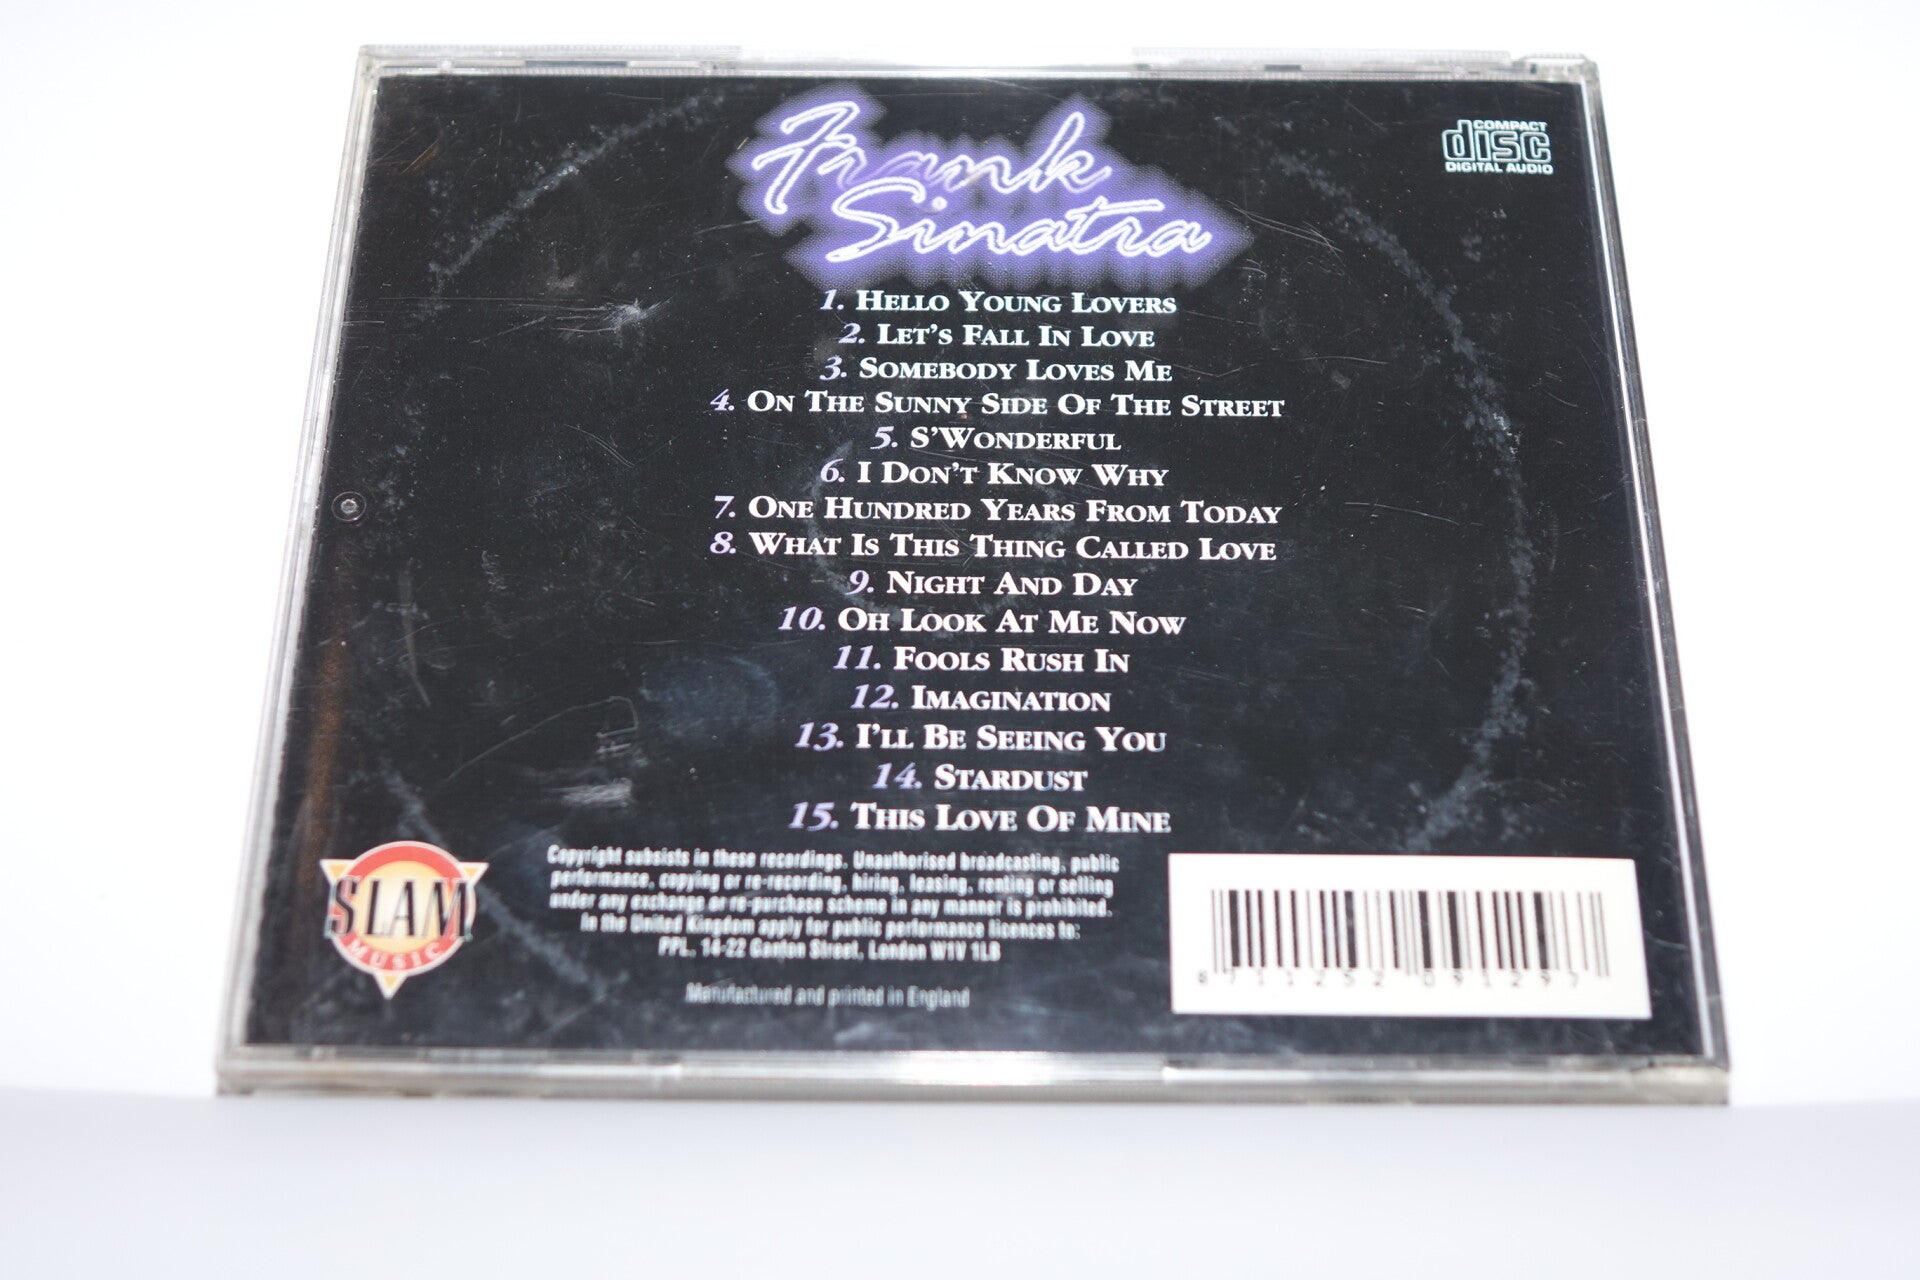 Frank
Sinatra
COMPACT
disc
DIGITAL AUDIO
1. HELLO YOUNG LOVERS
2. LET'S FALL IN LOVE
3. SOMEBODY LOVES ME
4. ON THE SUNNY SIDE OF THE STREET
5. S'WONDERFUL
6. I DON'T KNOW WHY
7. ONE HUNDRED YEARS FROM TODAY
8. WHAT IS THIS THING CALLED LOVE
9. NIGHT AND DAY
10. OH LOOK AT ME NOW
11. FOOLS RUSH IN
12. IMAGINATION
13. I'LL BE SEEING YOU
14. STARDUST
15. THIS LOVE OF MINE
SLAM
MUSIC
Copyright subsists in these recordings. Unauthorised broadcasting, public
performance, copying or re-recording, hiring, leasing, renting or selling
under any exchange or re-purchase scheme in any manner is prohibited.
In the United Kingdom apply for public performance licences to:
PPL, 14-22 Ganton Street, London W1V 1LB
Manufactured and printed in England
8 711252 091297